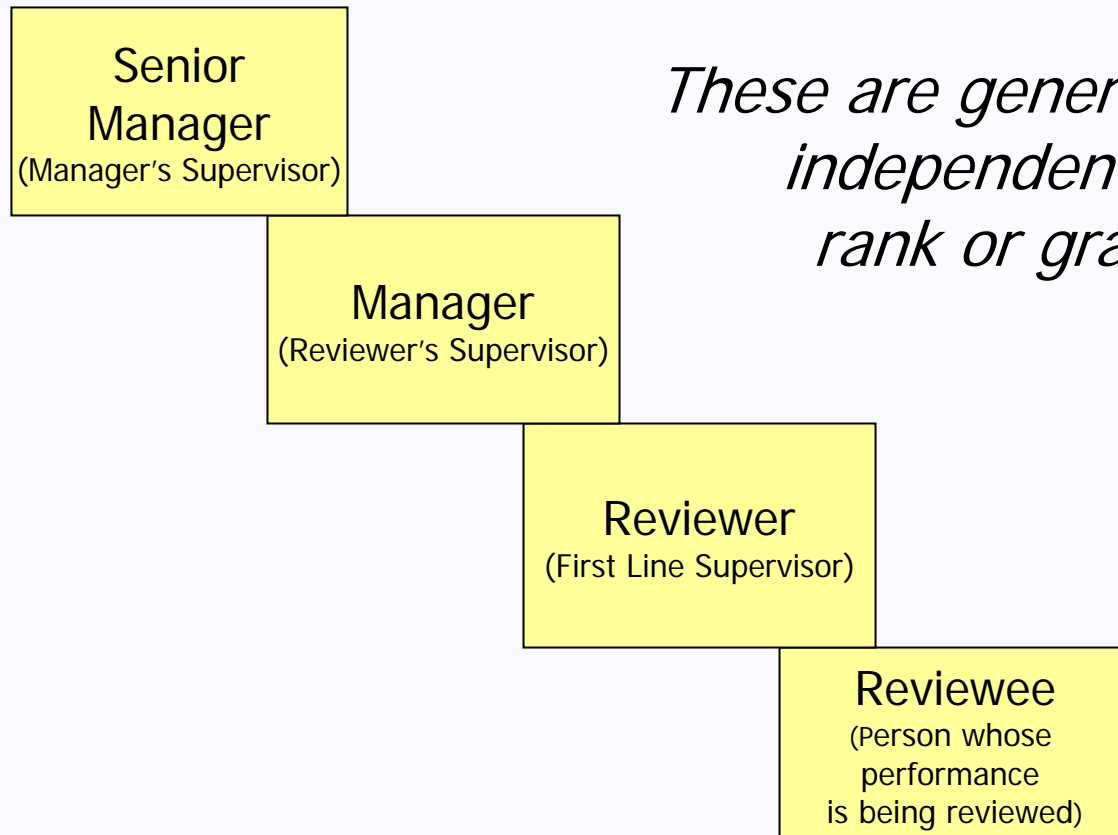 Senior
Manager
(Manager's Supervisor)
These are gener
independen
rank or gra
Manager
(Reviewer's Supervisor)
Reviewer
(First Line Supervisor)
Reviewee
(Person whose
performance
is being reviewed)